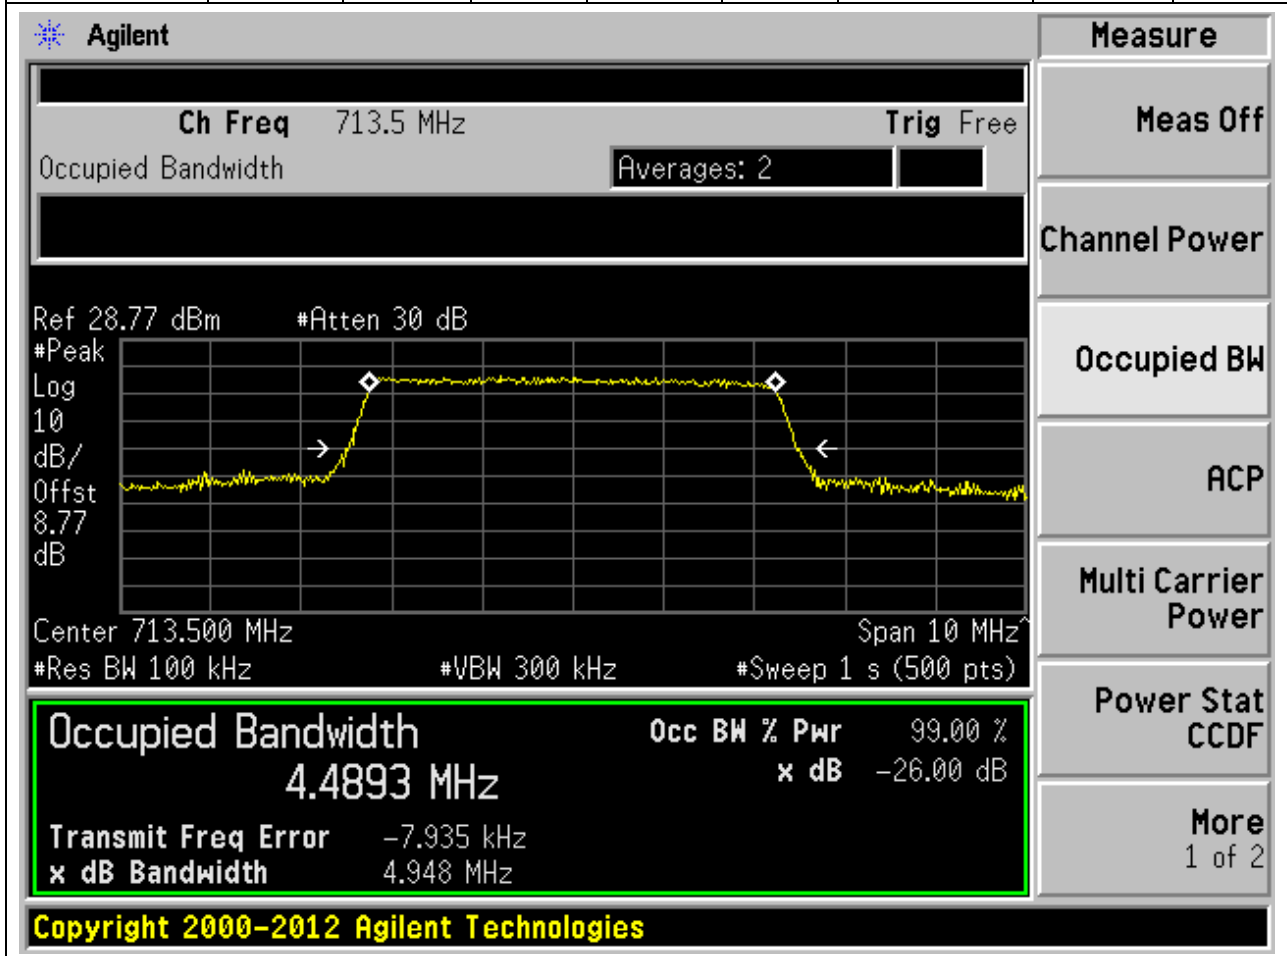 Agilent
Measure
Ch Freq 713.5 MHz Trig Free
Meas Off
Occupied Bandwidth Averages: 2
Channel Power
Ref 28.77 dBm #Atten 30 dB
#Peak
Log
10
dB/
Offst
8.77
dB
Occupied BW
ACP
Multi Carrier
Power
Center 713.500 MHz Span 10 MHz^
#Res BW 100 kHz #VBW 300 kHz #Sweep 1 s (500 pts)
Power Stat
CCDF
Occupied Bandwidth Occ BW % Pwr 99.00 %
4.4893 MHz x dB -26.00 dB
Transmit Freq Error -7.935 kHz
x dB Bandwidth 4.948 MHz
More
1 of 2
Copyright 2000-2012 Agilent Technologies